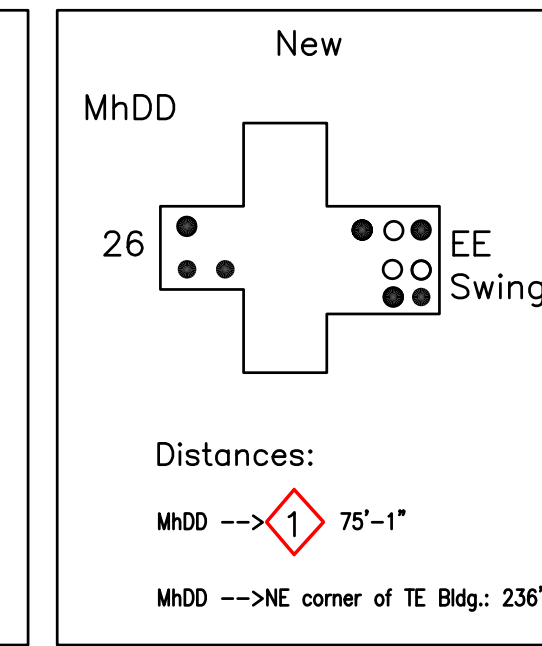 New
MhDD
26
EE
Swing
Distances:
MhDD --> 1 75'-1"
MhDD -->NE corner of TE Bldg.: 236'